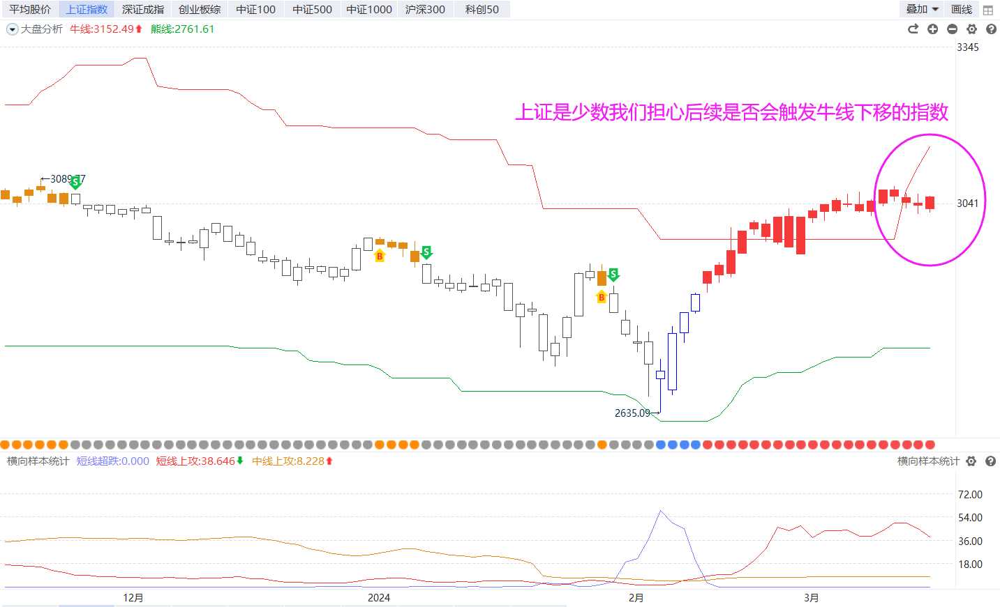 平均股价 上证指数 深证成指 创业板综 中证100 中证500 中证1000 沪深300 科创50 叠加 画线
大盘分析 牛线:3152.49 熊线:2761.61
3345
上证是少数我们担心后续是否会触发牛线下移的指数
←3089.77
S
3041
B
S
S
B
2635.09→
横向样本统计 短线超跌:0.000 短线上攻:38.646 中线上攻:8.228 横向样本统计
72.00
54.00
36.00
18.00
12月 2024 2月 3月